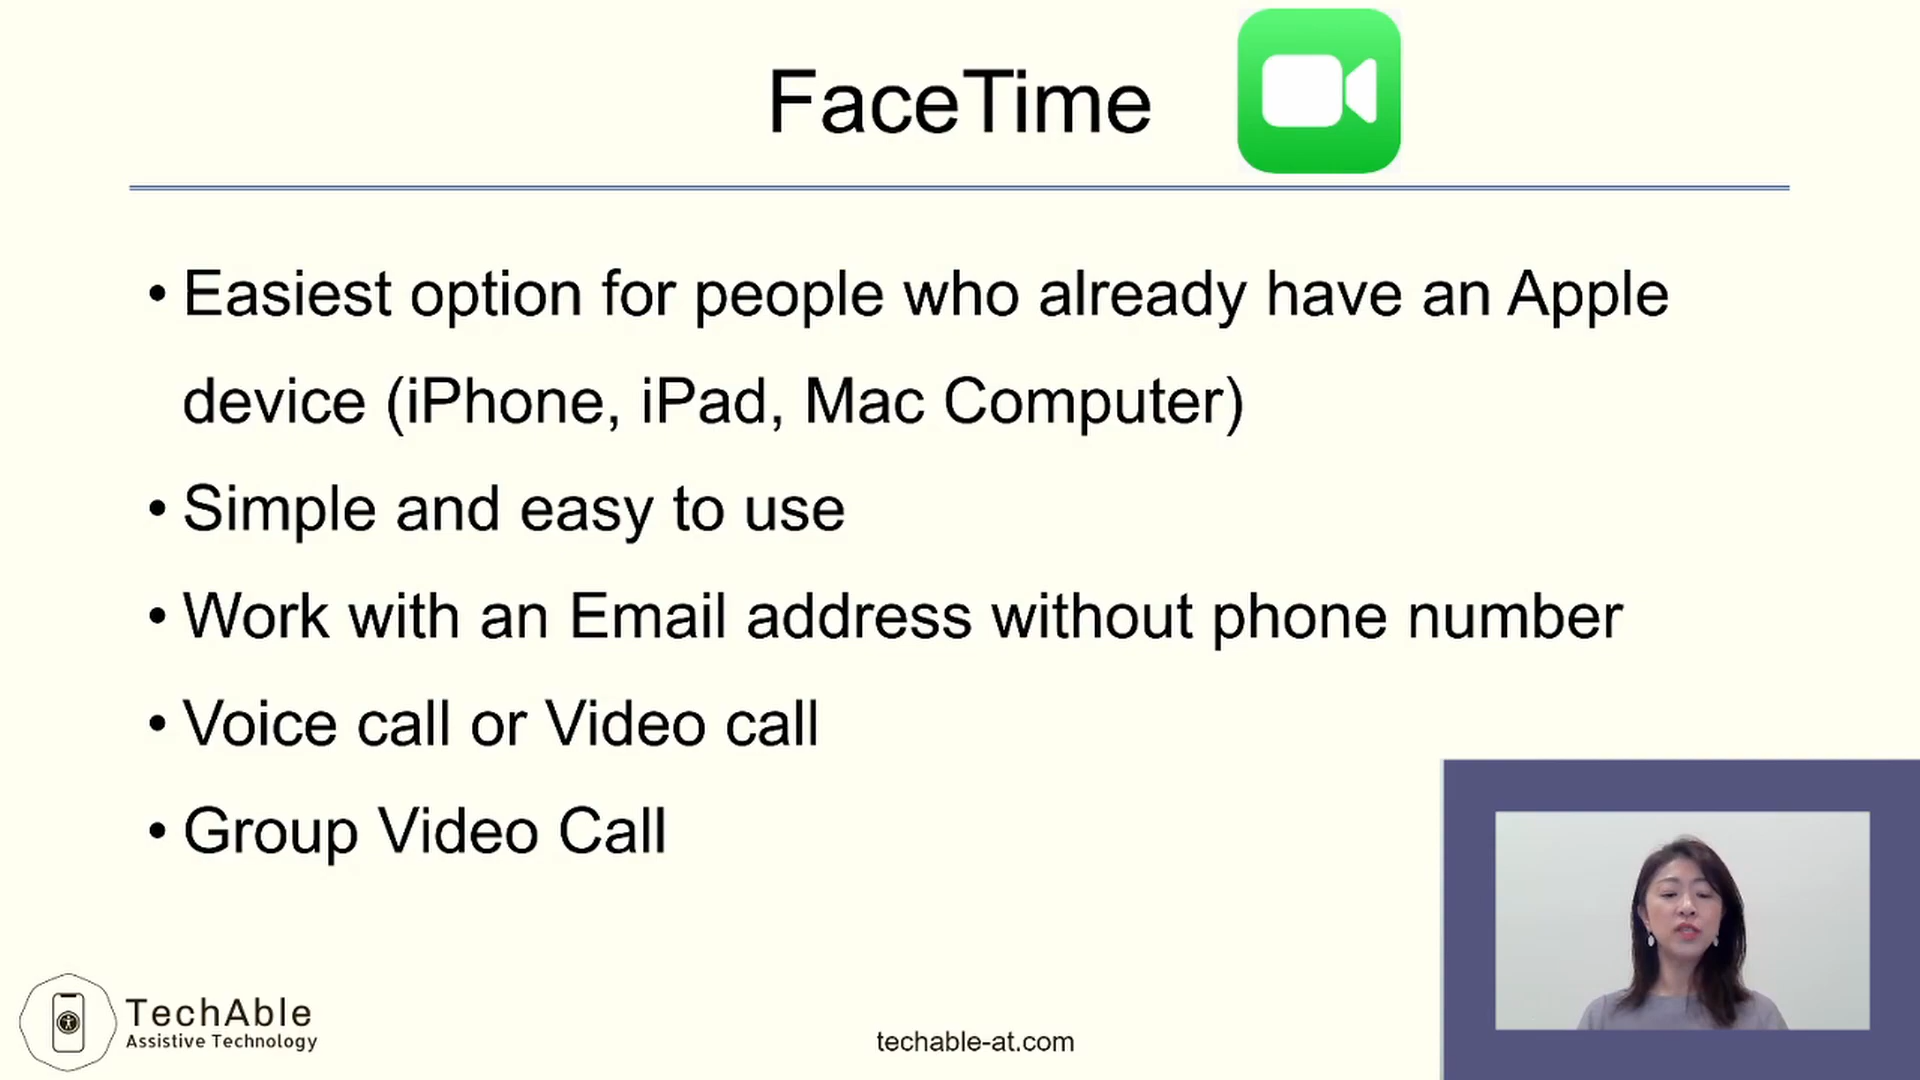 FaceTime
• Easiest option for people who already have an Apple
device (iPhone, iPad, Mac Computer)
• Simple and easy to use
• Work with an Email address without phone number
• Voice call or Video call
• Group Video Call
TechAble
Assistive Technology
techable-at.com